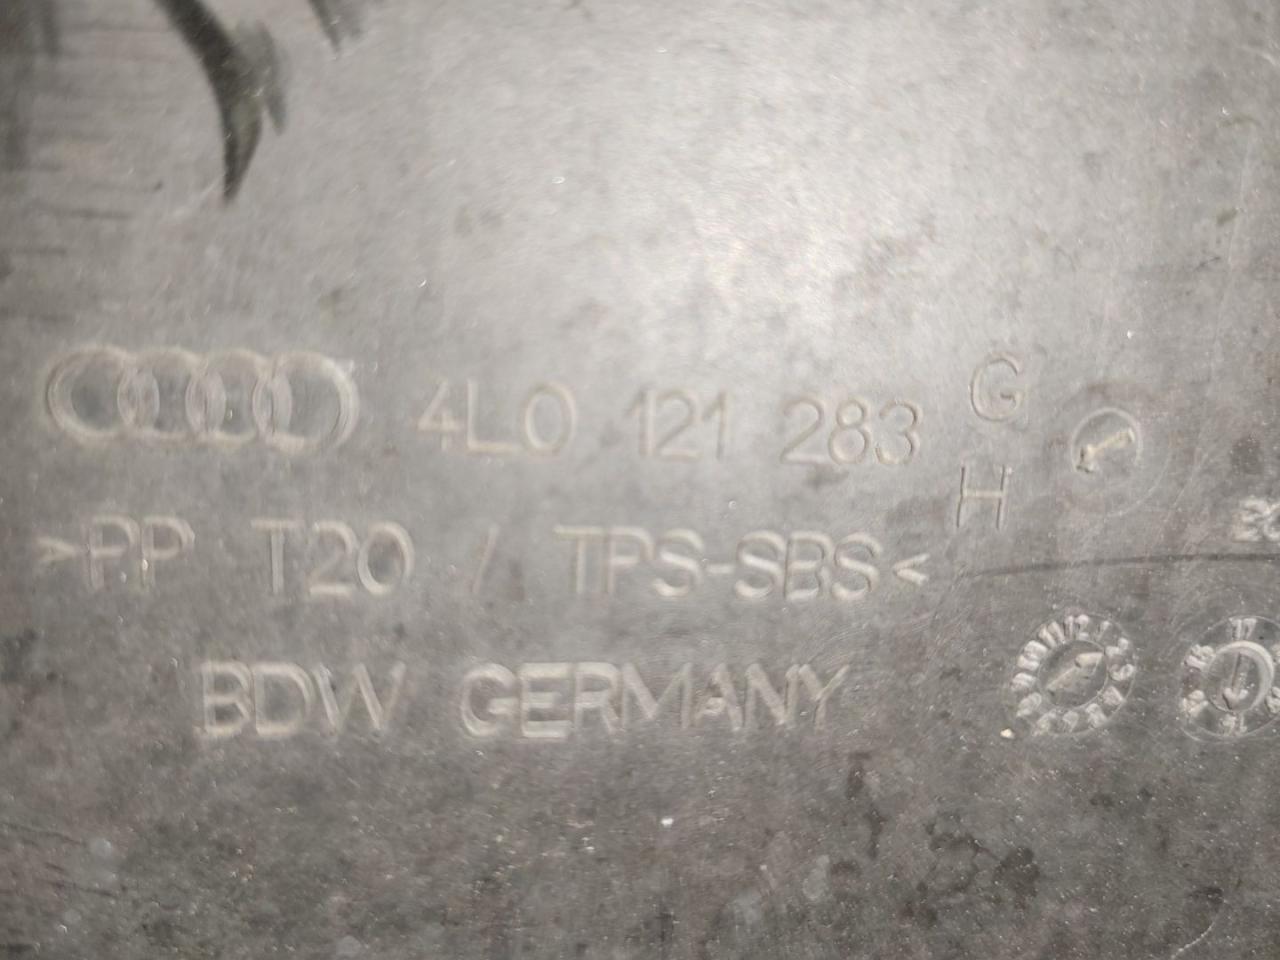 4L0 121 283 G
H
>PP T20 / TPS-SBS<
BDW GERMANY